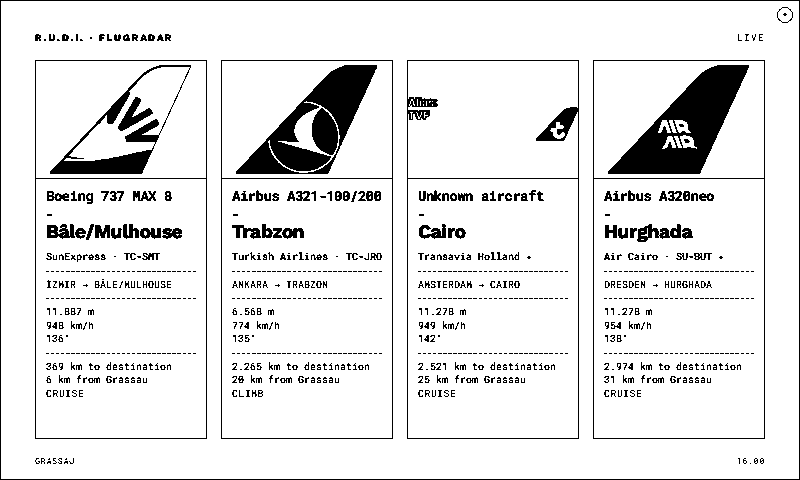 R.U.D.I. · FLUGRADAR
LIVE
Boeing 737 MAX 8
-
Bâle/Mulhouse
SunExpress · TC-SMT
IZMIR → BÂLE/MULHOUSE
11.887 m
948 km/h
136°
369 km to destination
6 km from Grassau
CRUISE
Airbus A321-100/200
-
Trabzon
Turkish Airlines · TC-JRO
ANKARA → TRABZON
6.568 m
774 km/h
135°
2.265 km to destination
20 km from Grassau
CLIMB
TVF
t
Unknown aircraft
-
Cairo
Transavia Holland
AMSTERDAM → CAIRO
11.278 m
949 km/h
142°
2.521 km to destination
25 km from Grassau
CRUISE
AIR
AIR
Airbus A320neo
-
Hurghada
Air Cairo · SU-BUT
DRESDEN → HURGHADA
11.278 m
954 km/h
138°
2.974 km to destination
31 km from Grassau
CRUISE
GRASSAU
16.00